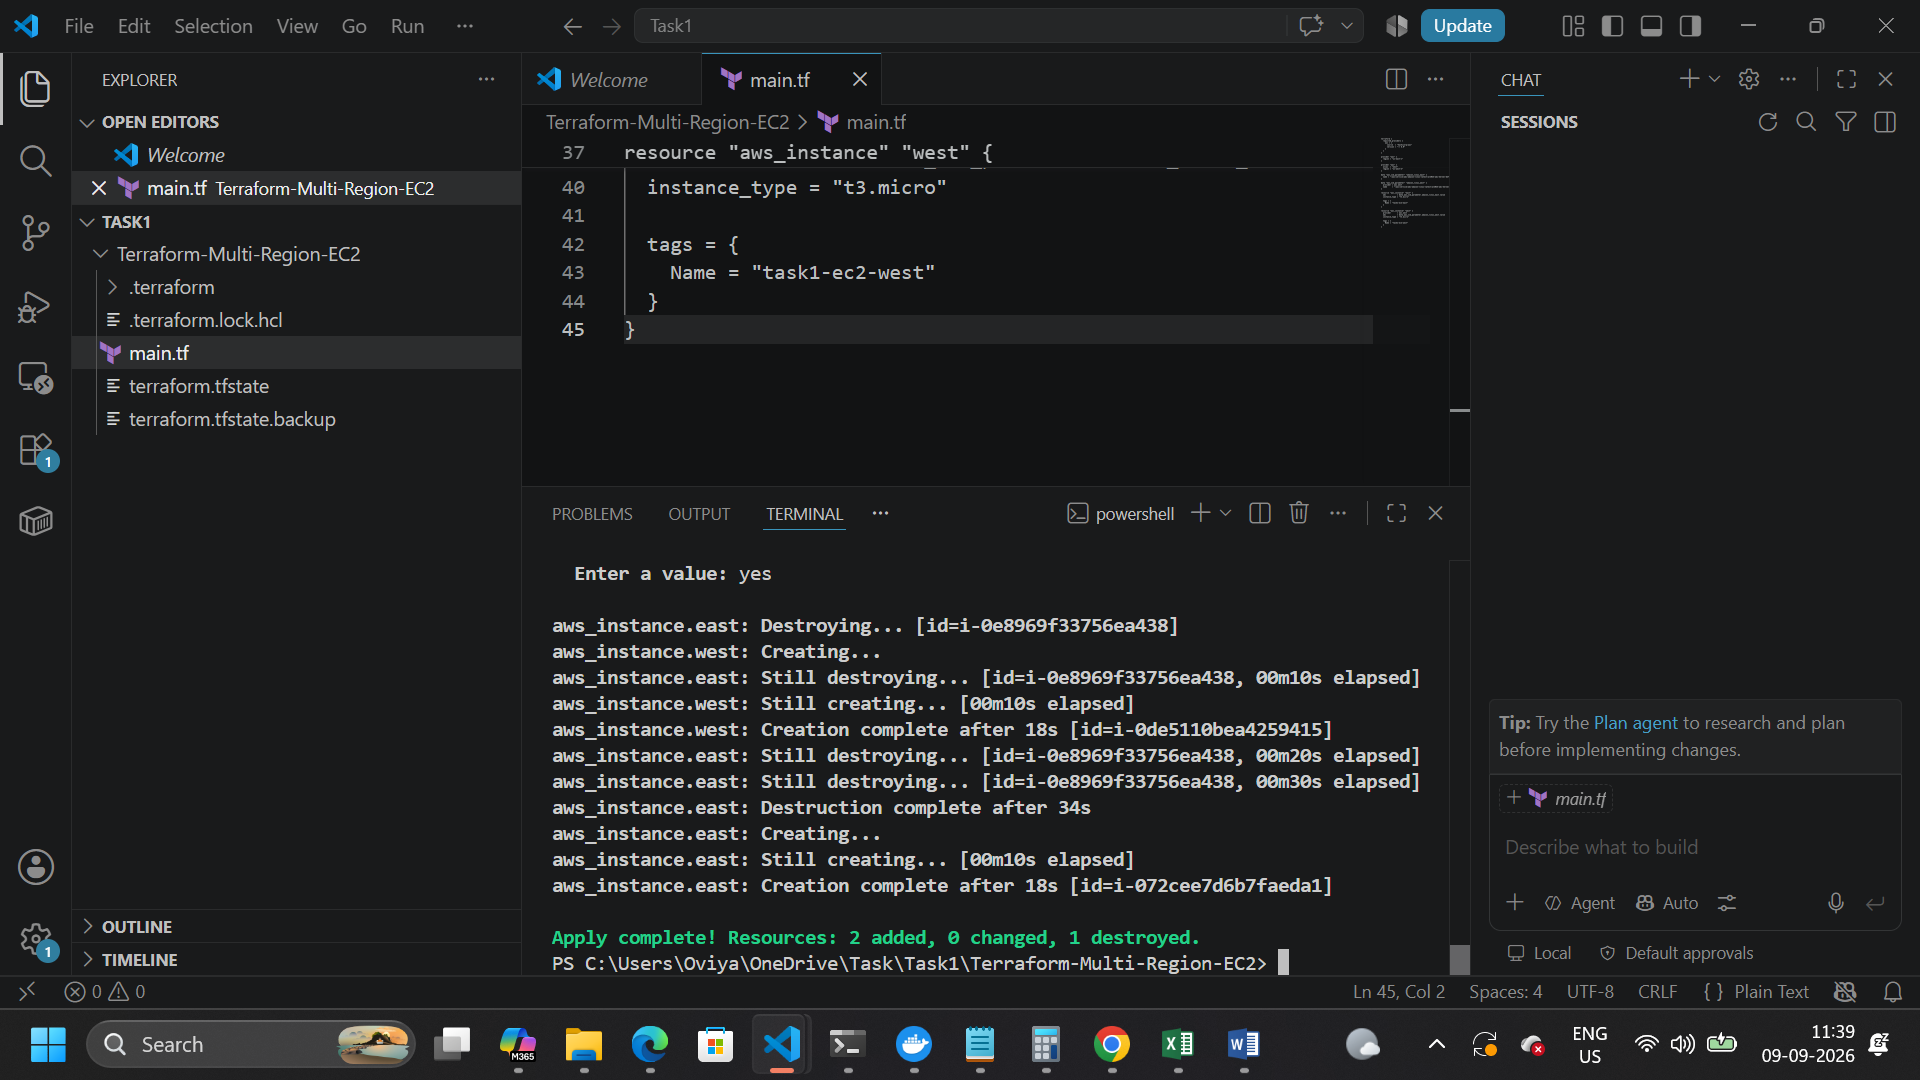 File Edit Selection View Go Run ···
Task1
Update
EXPLORER
OPEN EDITORS
Welcome
main.tf Terraform-Multi-Region-EC2
TASK1
Terraform-Multi-Region-EC2
.terraform
.terraform.lock.hcl
main.tf
terraform.tfstate
terraform.tfstate.backup
OUTLINE
TIMELINE
1
1
Welcome main.tf
Terraform-Multi-Region-EC2 > main.tf
37 resource "aws_instance" "west" {
40 instance_type = "t3.micro"
41
42 tags = {
43 Name = "task1-ec2-west"
44 }
45 }
PROBLEMS OUTPUT TERMINAL ··· powershell
Enter a value: yes
aws_instance.east: Destroying... [id=i-0e8969f33756ea438]
aws_instance.west: Creating...
aws_instance.east: Still destroying... [id=i-0e8969f33756ea438, 00m10s elapsed]
aws_instance.west: Still creating... [00m10s elapsed]
aws_instance.west: Creation complete after 18s [id=i-0de5110bea4259415]
aws_instance.east: Still destroying... [id=i-0e8969f33756ea438, 00m20s elapsed]
aws_instance.east: Still destroying... [id=i-0e8969f33756ea438, 00m30s elapsed]
aws_instance.east: Destruction complete after 34s
aws_instance.east: Creating...
aws_instance.east: Still creating... [00m10s elapsed]
aws_instance.east: Creation complete after 18s [id=i-072cee7d6b7faeda1]
Apply complete! Resources: 2 added, 0 changed, 1 destroyed.
PS C:\Users\Oviya\OneDrive\Task\Task1\Terraform-Multi-Region-EC2>
CHAT
SESSIONS
Tip: Try the Plan agent to research and plan
before implementing changes.
main.tf
Describe what to build
Agent Auto
Local Default approvals
0 0
Ln 45, Col 2 Spaces: 4 UTF-8 CRLF { } Plain Text
Search
M365
ENG
US
11:39
09-09-2026